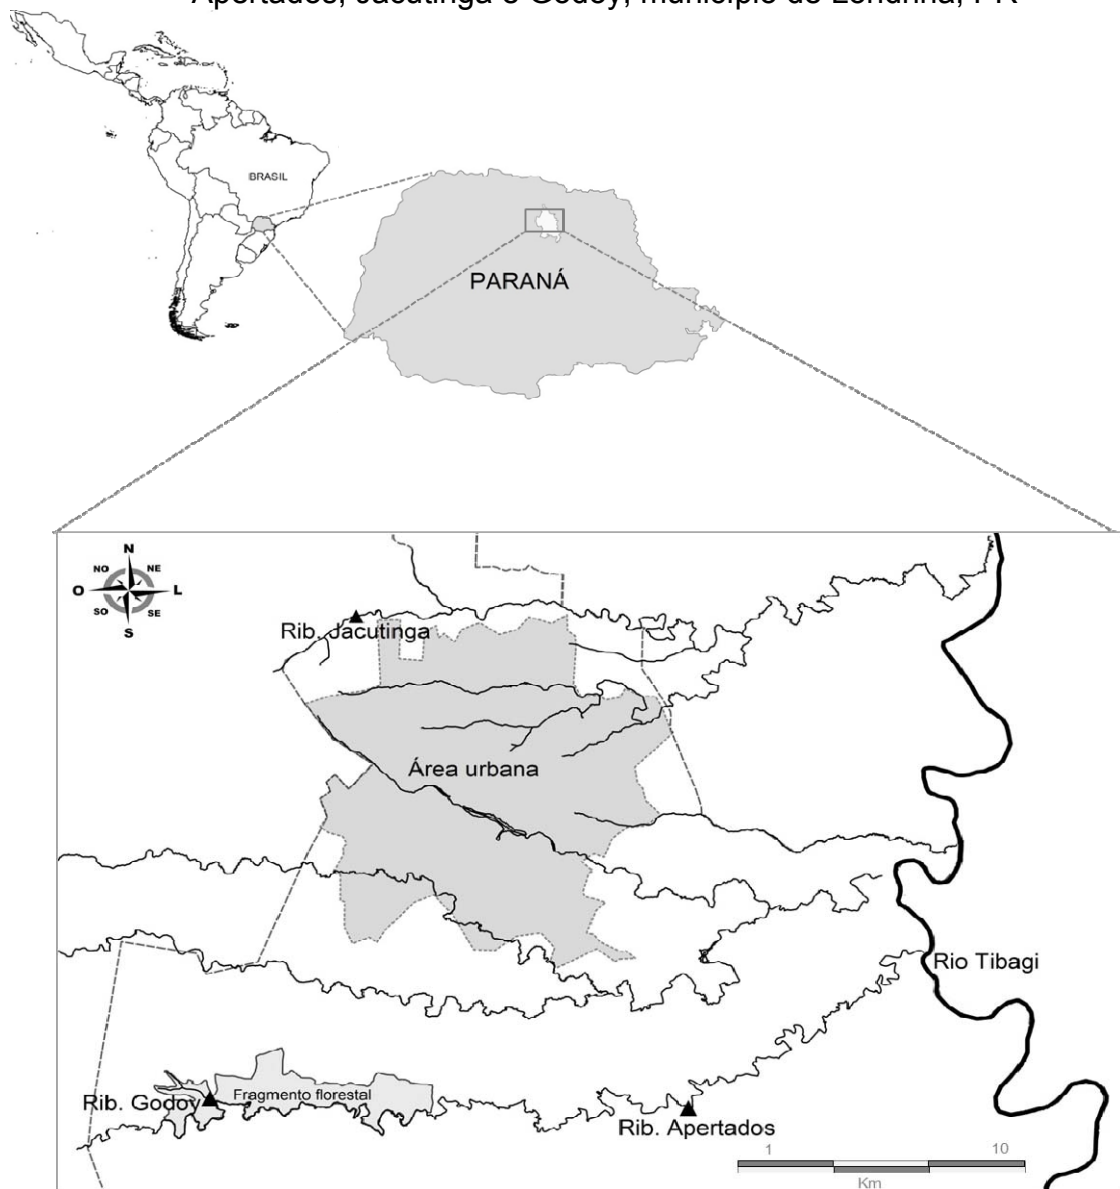 Apertados, Jacutinga e Godoy, município de Londrina, PR
BRASIL
PARANÁ
N
NO NE
O L
SO SE
S
Rib. Jacutinga
Área urbana
Rio Tibagi
Rib. Godoy
Fragmento florestal
Rib. Apertados
1 10
Km